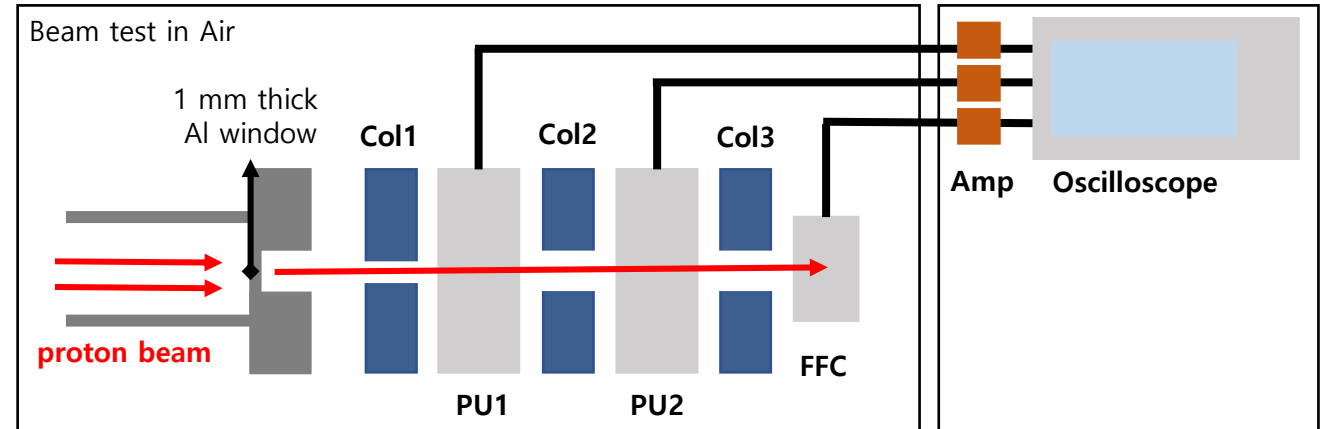 Beam test in Air
1 mm thick
Al window
Col1
Col2
Col3
Amp
Oscilloscope
proton beam
FFC
PU1
PU2